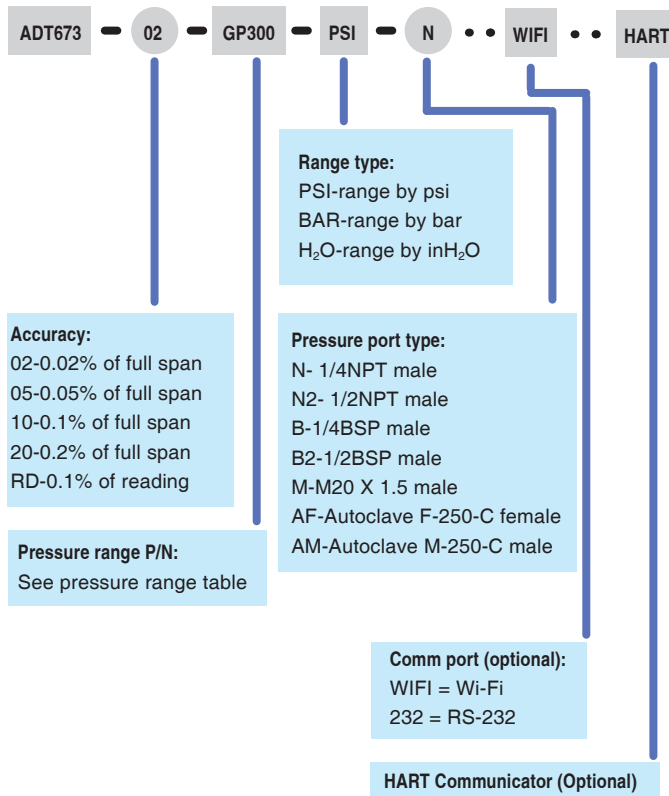 ADT673 – 02 – GP300 – PSI – N •• WIFI •• HART
Range type:
PSI-range by psi
BAR-range by bar
H₂O-range by inH₂O
Accuracy:
02-0.02% of full span
05-0.05% of full span
10-0.1% of full span
20-0.2% of full span
RD-0.1% of reading
Pressure port type:
N- 1/4NPT male
N2- 1/2NPT male
B-1/4BSP male
B2-1/2BSP male
M-M20 X 1.5 male
AF-Autoclave F-250-C female
AM-Autoclave M-250-C male
Pressure range P/N:
See pressure range table
Comm port (optional):
WIFI = Wi-Fi
232 = RS-232
HART Communicator (Optional)